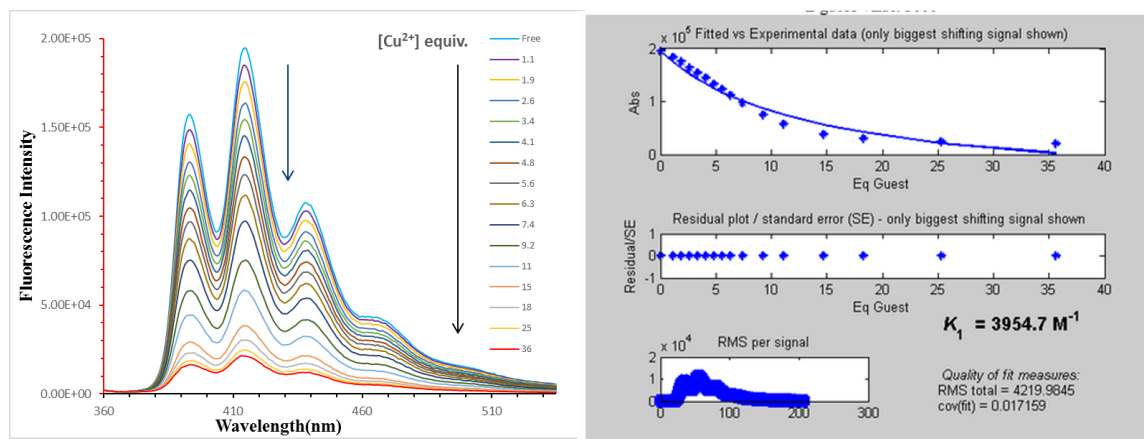 2.00E+05
1.50E+05
1.00E+05
5.00E+04
0.00E+00
Fluorescence Intensity
360
410
460
510
Wavelength(nm)
[Cu²⁺] equiv.
Free
1.1
1.9
2.6
3.4
4.1
4.8
5.6
6.3
7.4
9.2
11
15
18
25
36
x 10⁵ Fitted vs Experimental data (only biggest shifting signal shown)
2
1
0
Abs
0 5 10 15 20 25 30 35 40
Eq Guest
Residual plot / standard error (SE) - only biggest shifting signal shown
1
0
-1
Residual/SE
0 5 10 15 20 25 30 35 40
Eq Guest
K₁ = 3954.7 M⁻¹
x 10⁴ RMS per signal
2
1
0
0 100 200 300
Quality of fit measures:
RMS total = 4219.9845
cov(fit) = 0.017159